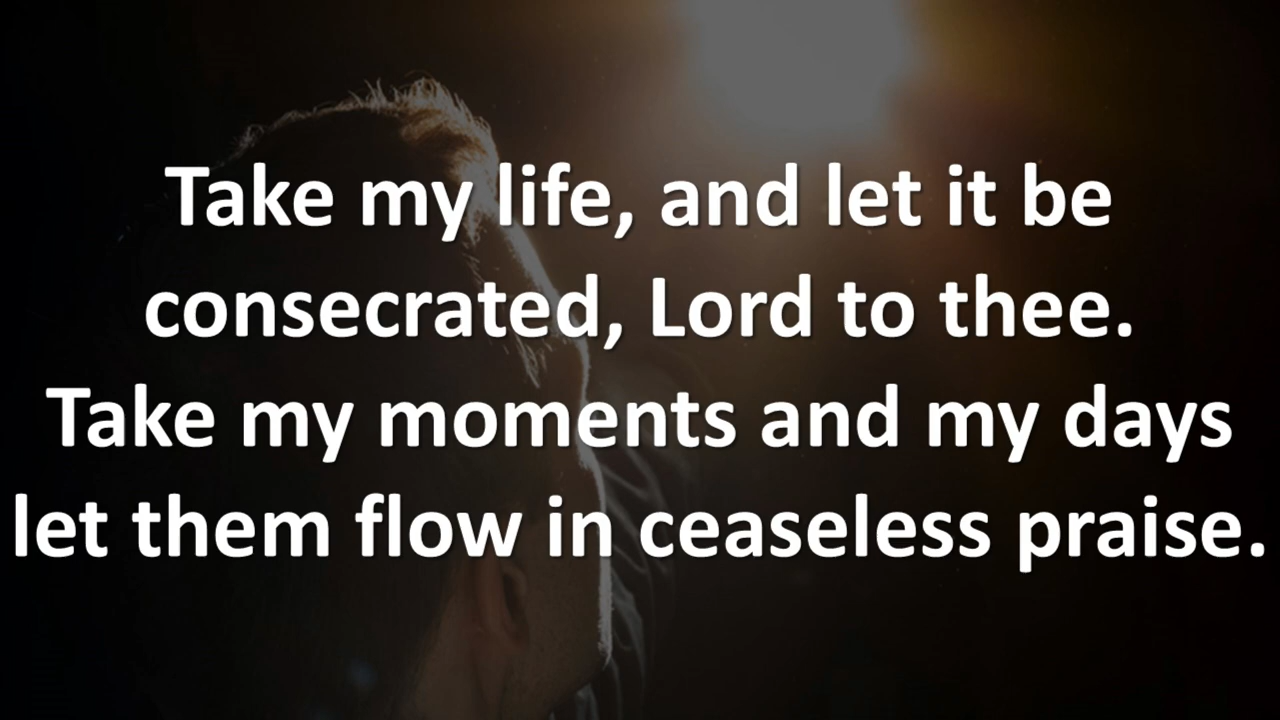 Take my life, and let it be
consecrated, Lord to thee.
Take my moments and my days
let them flow in ceaseless praise.